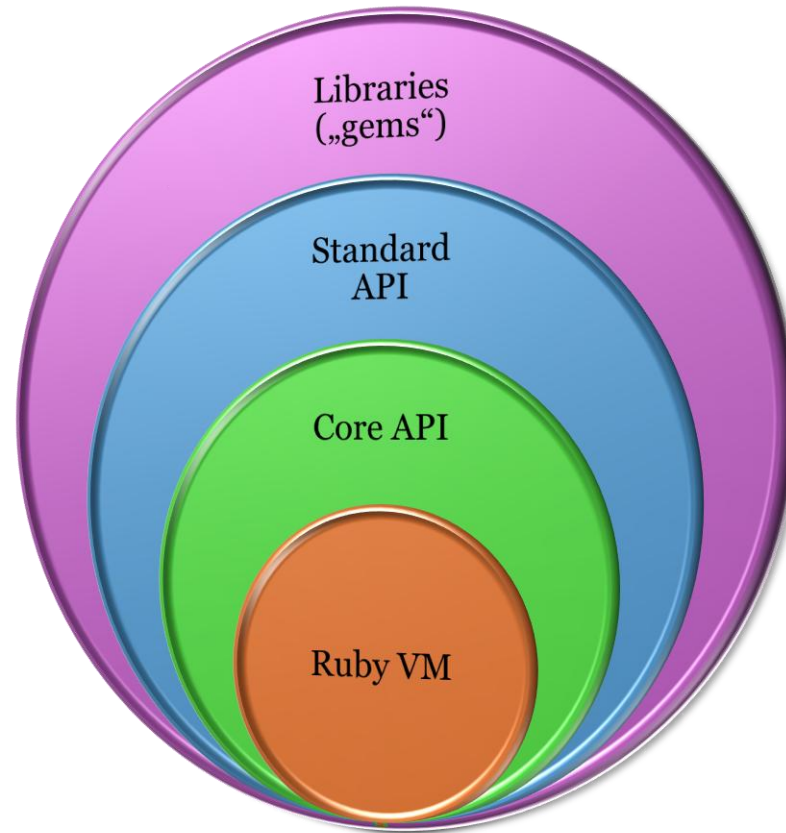 Libraries
(„gems“)
Standard
API
Core API
Ruby VM